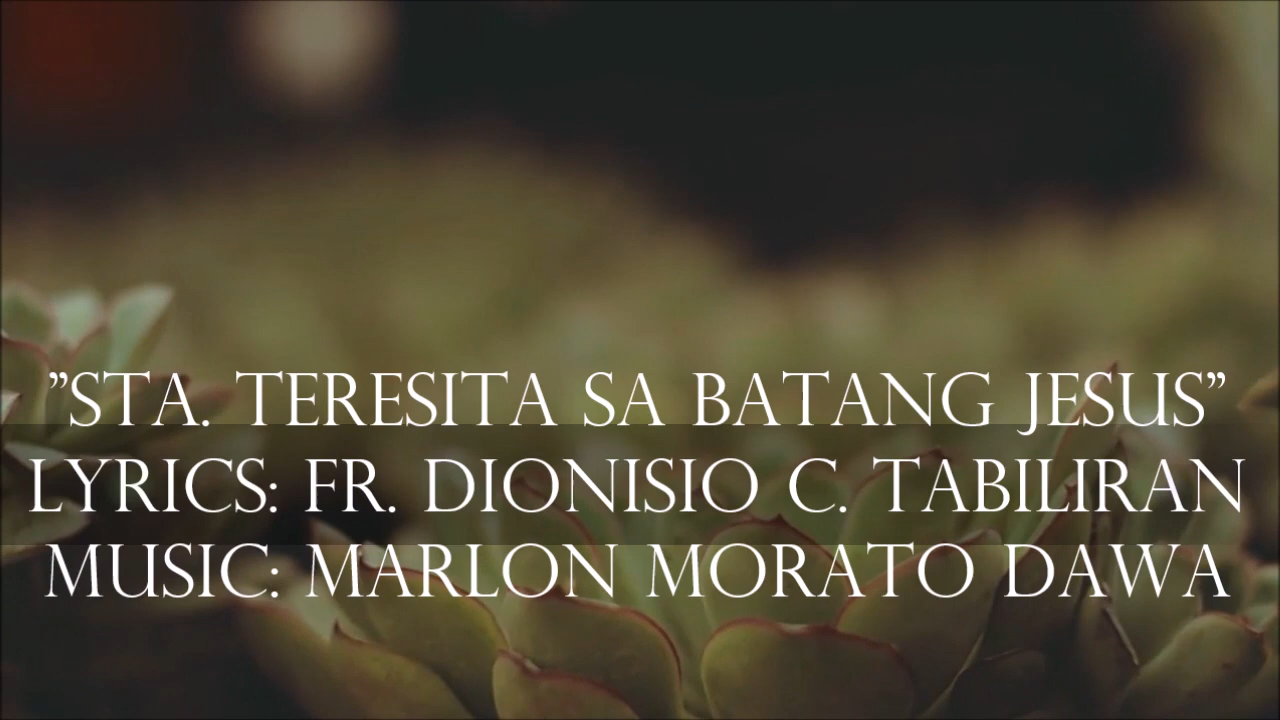 ”STA. TERESITA SA BATANG JESUS”
LYRICS: FR. DIONISIO C. TABILIRAN
MUSIC: MARLON MORATO DAWA